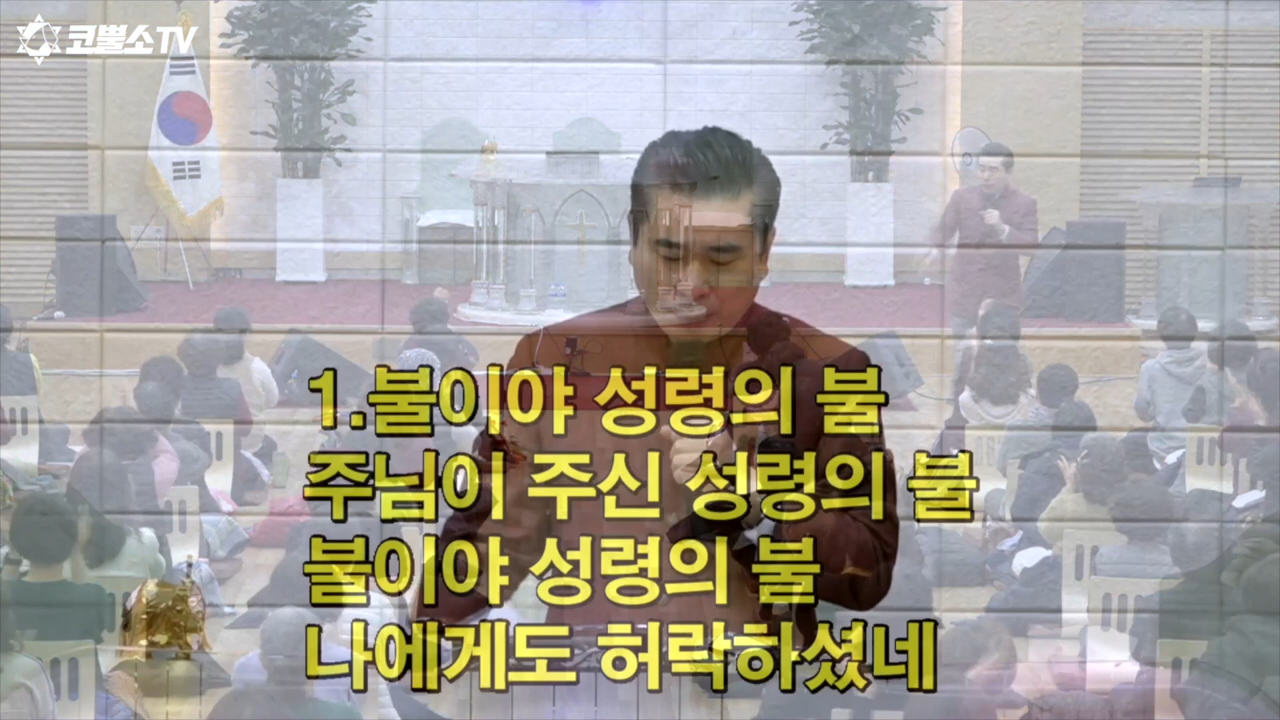 코뿔소TV
1.불이야 성령의 불
주님이 주신 성령의 불
불이야 성령의 불
나에게도 허락하셨네